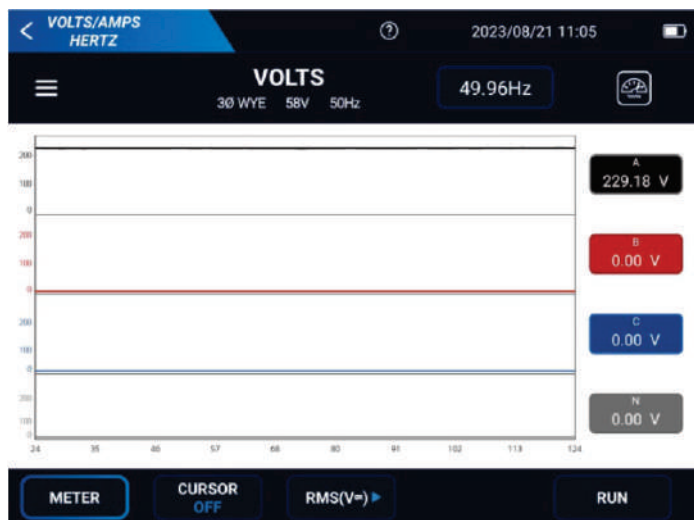 VOLTS/AMPS
HERTZ
2023/08/21 11:05
VOLTS
3Ø WYE 58V 50Hz
49.96Hz
200
100
0
A
229.18 V
200
100
0
B
0.00 V
200
100
0
C
0.00 V
200
100
0
N
0.00 V
24 35 46 57 68 80 91 102 113 124
METER
CURSOR
OFF
RMS(V=)
RUN